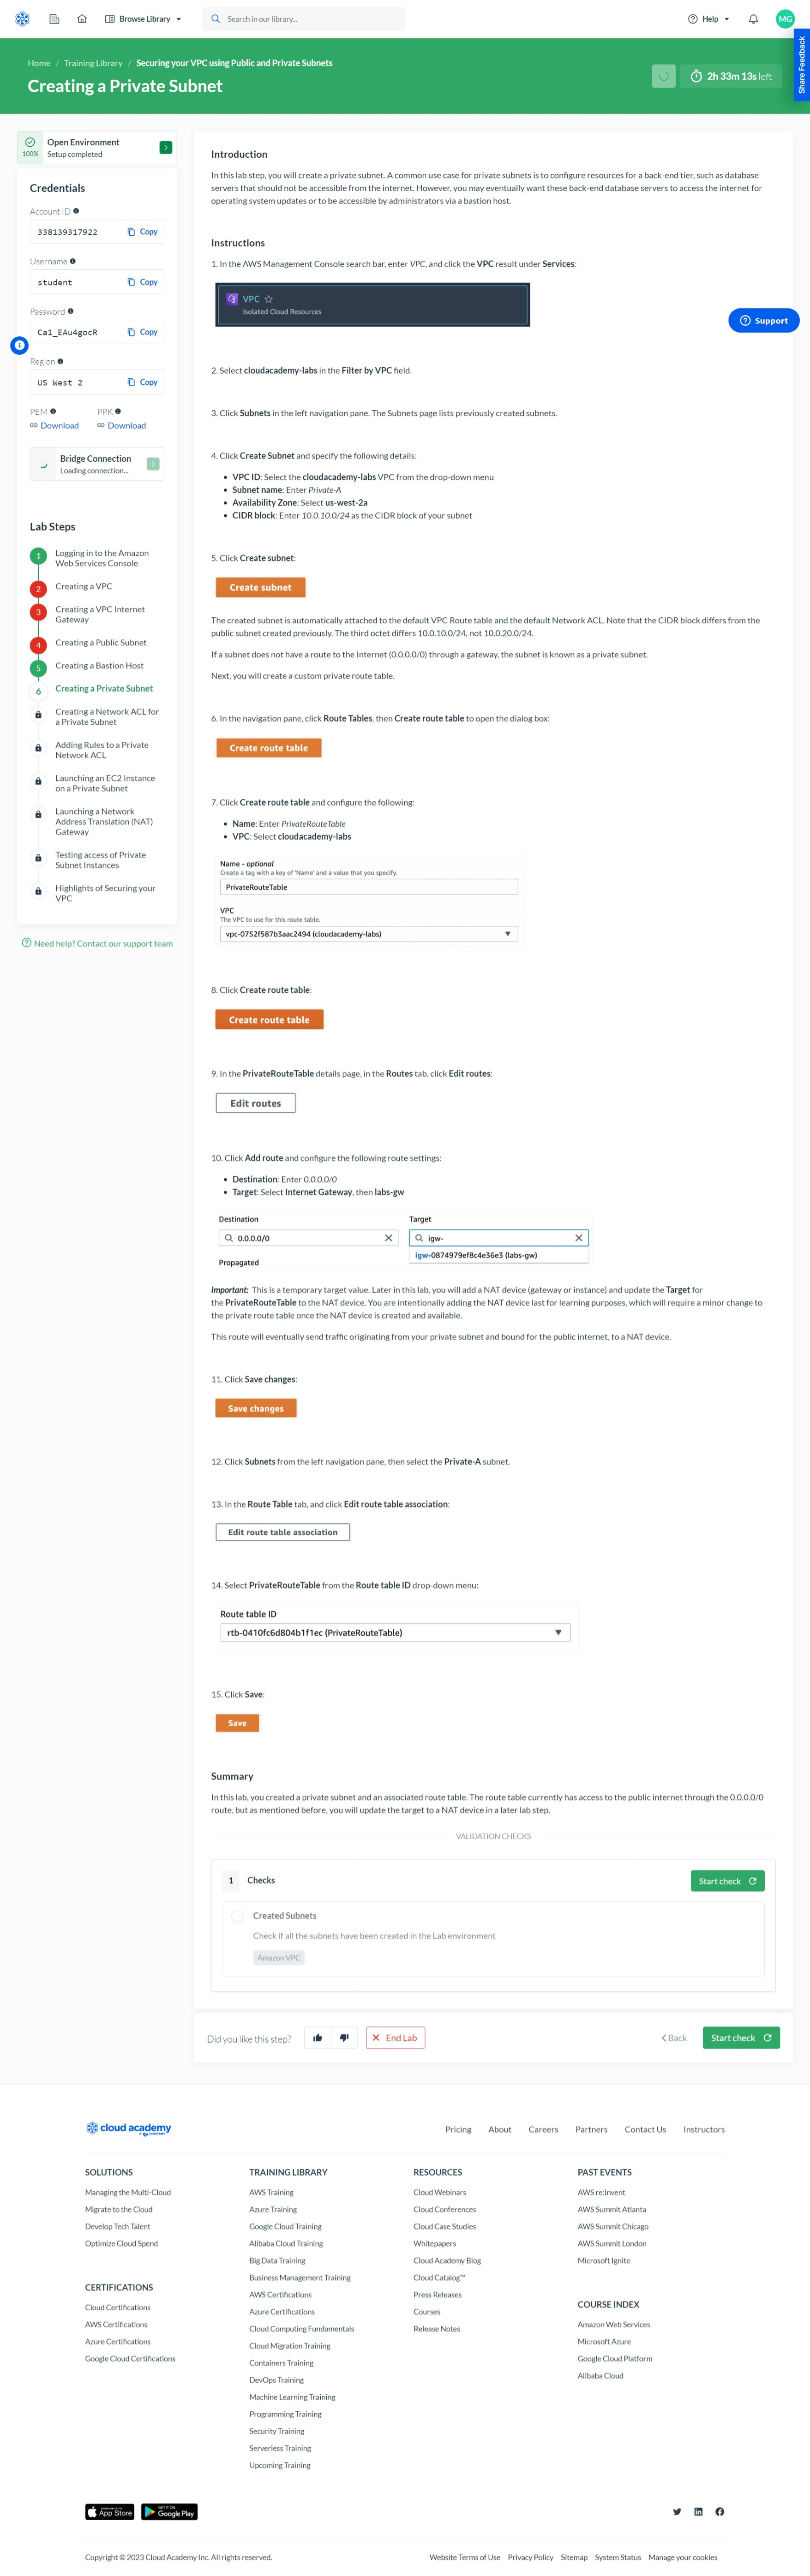 Browse Library
Search in our library...
Help
MG
Share Feedback
Home / Training Library / Securing your VPC using Public and Private Subnets
Creating a Private Subnet
2h 33m 13s left
100%
Open Environment
Setup completed
Credentials
Account ID
338139317922
Copy
Username
student
Copy
Password
Ca1_EAu4gocR
Copy
Region
US West 2
Copy
PEM
PPK
Download
Download
Bridge Connection
Loading connection...
Lab Steps
1 Logging in to the Amazon
Web Services Console
2 Creating a VPC
3 Creating a VPC Internet
Gateway
4 Creating a Public Subnet
5 Creating a Bastion Host
6 Creating a Private Subnet
Creating a Network ACL for
a Private Subnet
Adding Rules to a Private
Network ACL
Launching an EC2 Instance
on a Private Subnet
Launching a Network
Address Translation (NAT)
Gateway
Testing access of Private
Subnet Instances
Highlights of Securing your
VPC
Need help? Contact our support team
Support
Introduction
In this lab step, you will create a private subnet. A common use case for private subnets is to configure resources for a back-end tier, such as database
servers that should not be accessible from the internet. However, you may eventually want these back-end database servers to access the internet for
operating system updates or to be accessible by administrators via a bastion host.
Instructions
1. In the AWS Management Console search bar, enter VPC, and click the VPC result under Services:
VPC
Isolated Cloud Resources
2. Select cloudacademy-labs in the Filter by VPC field.
3. Click Subnets in the left navigation pane. The Subnets page lists previously created subnets.
4. Click Create Subnet and specify the following details:
• VPC ID: Select the cloudacademy-labs VPC from the drop-down menu
• Subnet name: Enter Private-A
• Availability Zone: Select us-west-2a
• CIDR block: Enter 10.0.10.0/24 as the CIDR block of your subnet
5. Click Create subnet:
Create subnet
The created subnet is automatically attached to the default VPC Route table and the default Network ACL. Note that the CIDR block differs from the
public subnet created previously. The third octet differs 10.0.10.0/24, not 10.0.20.0/24.
If a subnet does not have a route to the Internet (0.0.0.0/0) through a gateway, the subnet is known as a private subnet.
Next, you will create a custom private route table.
6. In the navigation pane, click Route Tables, then Create route table to open the dialog box:
Create route table
7. Click Create route table and configure the following:
• Name: Enter PrivateRouteTable
• VPC: Select cloudacademy-labs
Name - optional
Create a tag with a key of 'Name' and a value that you specify.
PrivateRouteTable
VPC
The VPC to use for this route table.
vpc-0752f587b3aac2494 (cloudacademy-labs)
8. Click Create route table:
Create route table
9. In the PrivateRouteTable details page, in the Routes tab, click Edit routes:
Edit routes
10. Click Add route and configure the following route settings:
• Destination: Enter 0.0.0.0/0
• Target: Select Internet Gateway, then labs-gw
Destination
Target
0.0.0.0/0
igw-
Propagated
igw-0874979ef8c4e36e3 (labs-gw)
Important: This is a temporary target value. Later in this lab, you will add a NAT device (gateway or instance) and update the Target for
the PrivateRouteTable to the NAT device. You are intentionally adding the NAT device last for learning purposes, which will require a minor change to
the private route table once the NAT device is created and available.
This route will eventually send traffic originating from your private subnet and bound for the public internet, to a NAT device.
11. Click Save changes:
Save changes
12. Click Subnets from the left navigation pane, then select the Private-A subnet.
13. In the Route Table tab, and click Edit route table association:
Edit route table association
14. Select PrivateRouteTable from the Route table ID drop-down menu:
Route table ID
rtb-0410fc6d804b1f1ec (PrivateRouteTable)
15. Click Save:
Save
Summary
In this lab, you created a private subnet and an associated route table. The route table currently has access to the public internet through the 0.0.0.0/0
route, but as mentioned before, you will update the target to a NAT device in a later lab step.
VALIDATION CHECKS
1 Checks
Start check
Created Subnets
Check if all the subnets have been created in the Lab environment
Amazon VPC
Did you like this step?
End Lab
Back
Start check
cloud academy
Pricing
About
Careers
Partners
Contact Us
Instructors
SOLUTIONS
Managing the Multi-Cloud
Migrate to the Cloud
Develop Tech Talent
Optimize Cloud Spend
CERTIFICATIONS
Cloud Certifications
AWS Certifications
Azure Certifications
Google Cloud Certifications
TRAINING LIBRARY
AWS Training
Azure Training
Google Cloud Training
Alibaba Cloud Training
Big Data Training
Business Management Training
AWS Certifications
Azure Certifications
Cloud Computing Fundamentals
Cloud Migration Training
Containers Training
DevOps Training
Machine Learning Training
Programming Training
Security Training
Serverless Training
Upcoming Training
RESOURCES
Cloud Webinars
Cloud Conferences
Cloud Case Studies
Whitepapers
Cloud Academy Blog
Cloud Catalog™
Press Releases
Courses
Release Notes
PAST EVENTS
AWS re:Invent
AWS Summit Atlanta
AWS Summit Chicago
AWS Summit London
Microsoft Ignite
COURSE INDEX
Amazon Web Services
Microsoft Azure
Google Cloud Platform
Alibaba Cloud
App Store
GET IT ON
Google Play
Copyright © 2023 Cloud Academy Inc. All rights reserved.
Website Terms of Use
Privacy Policy
Sitemap
System Status
Manage your cookies